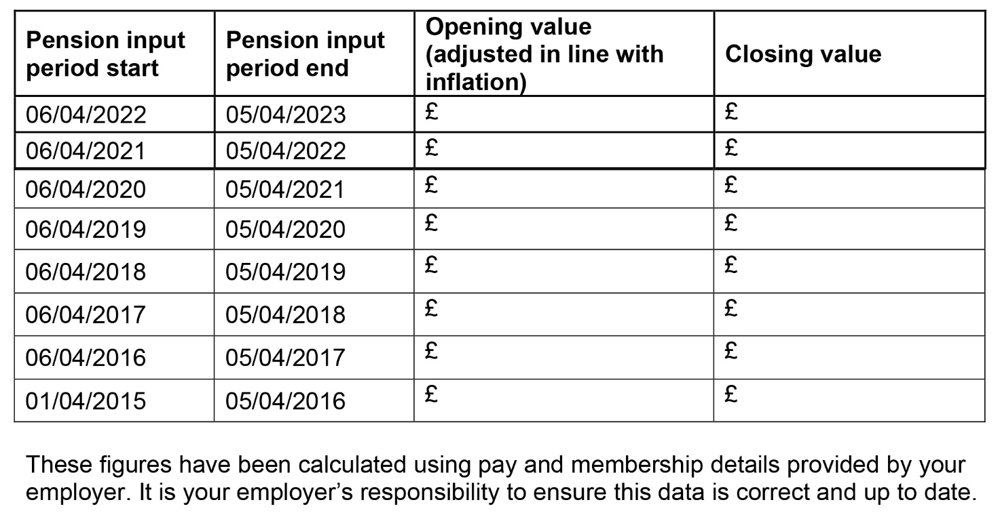 Pension input period start
Pension input period end
Opening value (adjusted in line with inflation)
Closing value
06/04/2022 05/04/2023 £ £
06/04/2021 05/04/2022 £ £
06/04/2020 05/04/2021 £ £
06/04/2019 05/04/2020 £ £
06/04/2018 05/04/2019 £ £
06/04/2017 05/04/2018 £ £
06/04/2016 05/04/2017 £ £
01/04/2015 05/04/2016 £ £
These figures have been calculated using pay and membership details provided by your
employer. It is your employer’s responsibility to ensure this data is correct and up to date.